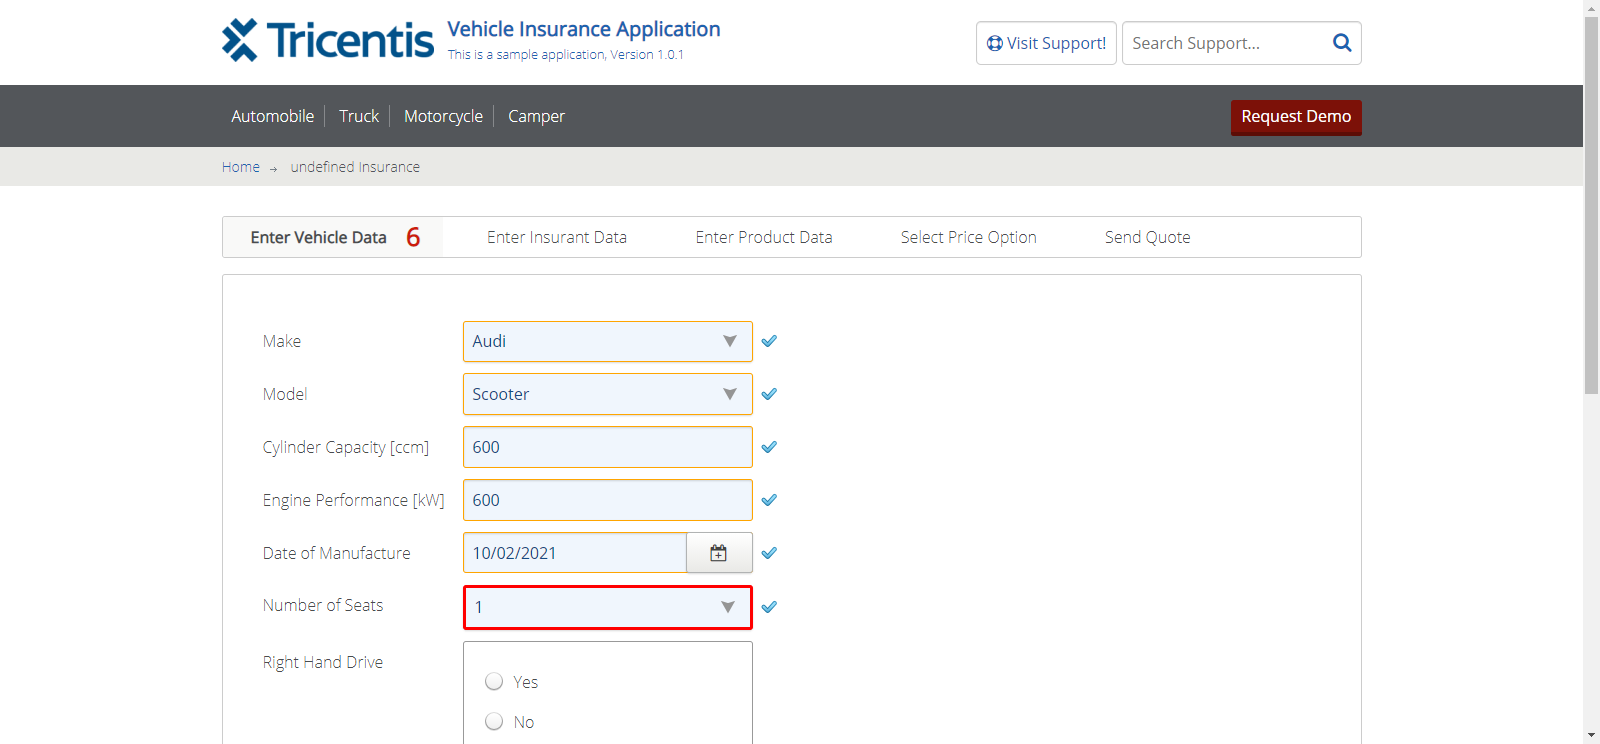 Tricentis
Vehicle Insurance Application
This is a sample application, Version 1.0.1
Visit Support!
Search Support...
Automobile
Truck
Motorcycle
Camper
Request Demo
Home → undefined Insurance
Enter Vehicle Data 6
Enter Insurant Data
Enter Product Data
Select Price Option
Send Quote
Make
Audi
Model
Scooter
Cylinder Capacity [ccm]
600
Engine Performance [kW]
600
Date of Manufacture
10/02/2021
Number of Seats
1
Right Hand Drive
Yes
No